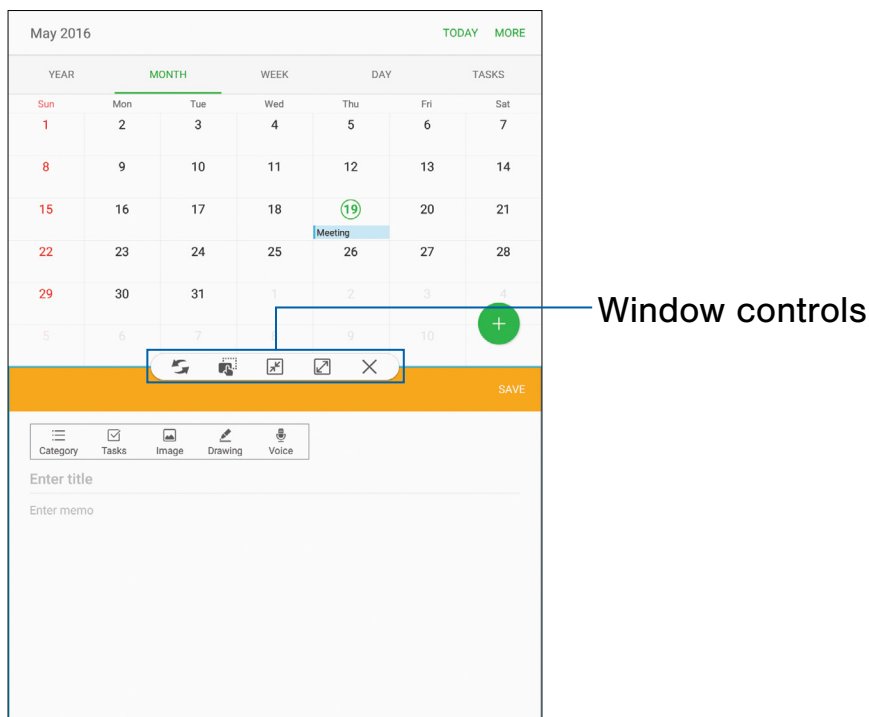 May 2016 TODAY MORE
YEAR MONTH WEEK DAY TASKS
Sun Mon Tue Wed Thu Fri Sat
1 2 3 4 5 6 7
8 9 10 11 12 13 14
15 16 17 18 19 20 21
Meeting
22 23 24 25 26 27 28
29 30 31 1 2 3 4
Window controls
5 6 7 9 10
SAVE
Category Tasks Image Drawing Voice
Enter title
Enter memo